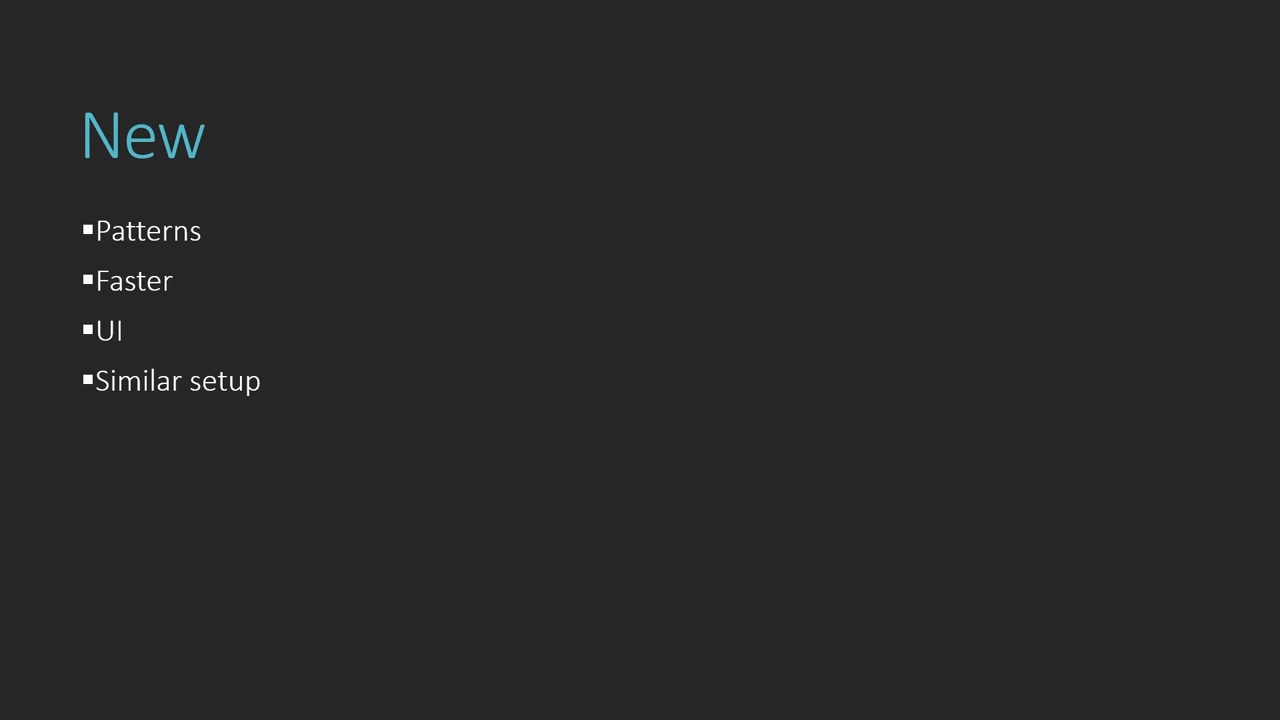 New
▪Patterns
▪Faster
▪UI
▪Similar setup